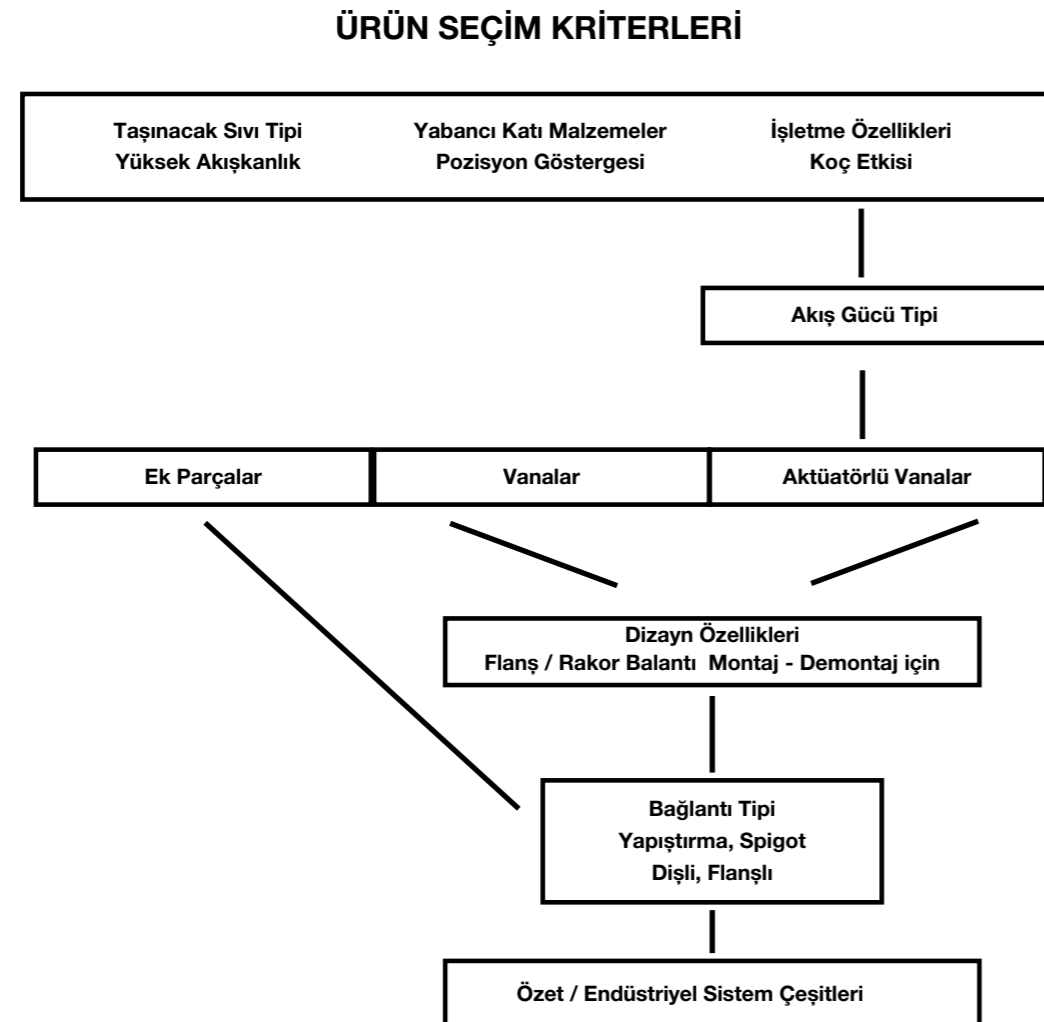 ÜRÜN SEÇİM KRİTERLERİ
Taşınacak Sıvı Tipi
Yüksek Akışkanlık
Yabancı Katı Malzemeler
Pozisyon Göstergesi
İşletme Özellikleri
Koç Etkisi
Akış Gücü Tipi
Ek Parçalar
Vanalar
Aktüatörlü Vanalar
Dizayn Özellikleri
Flanş / Rakor Balantı Montaj - Demontaj için
Bağlantı Tipi
Yapıştırma, Spigot
Dişli, Flanşlı
Özet / Endüstriyel Sistem Çeşitleri